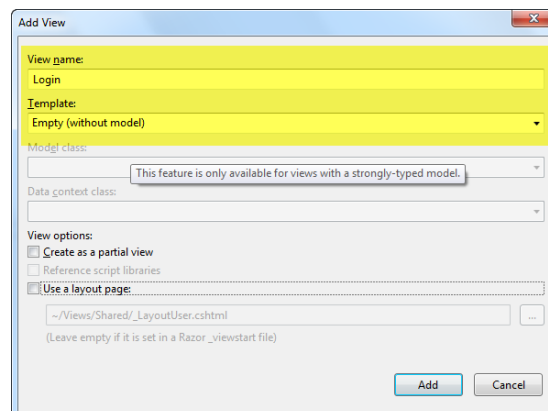 Add View
View name:
Login
Template:
Empty (without model)
Model class:
This feature is only available for views with a strongly-typed model.
Data context class:
View options:
Create as a partial view
Reference script libraries
Use a layout page:
~/Views/Shared/_LayoutUser.cshtml
...
(Leave empty if it is set in a Razor _viewstart file)
Add Cancel